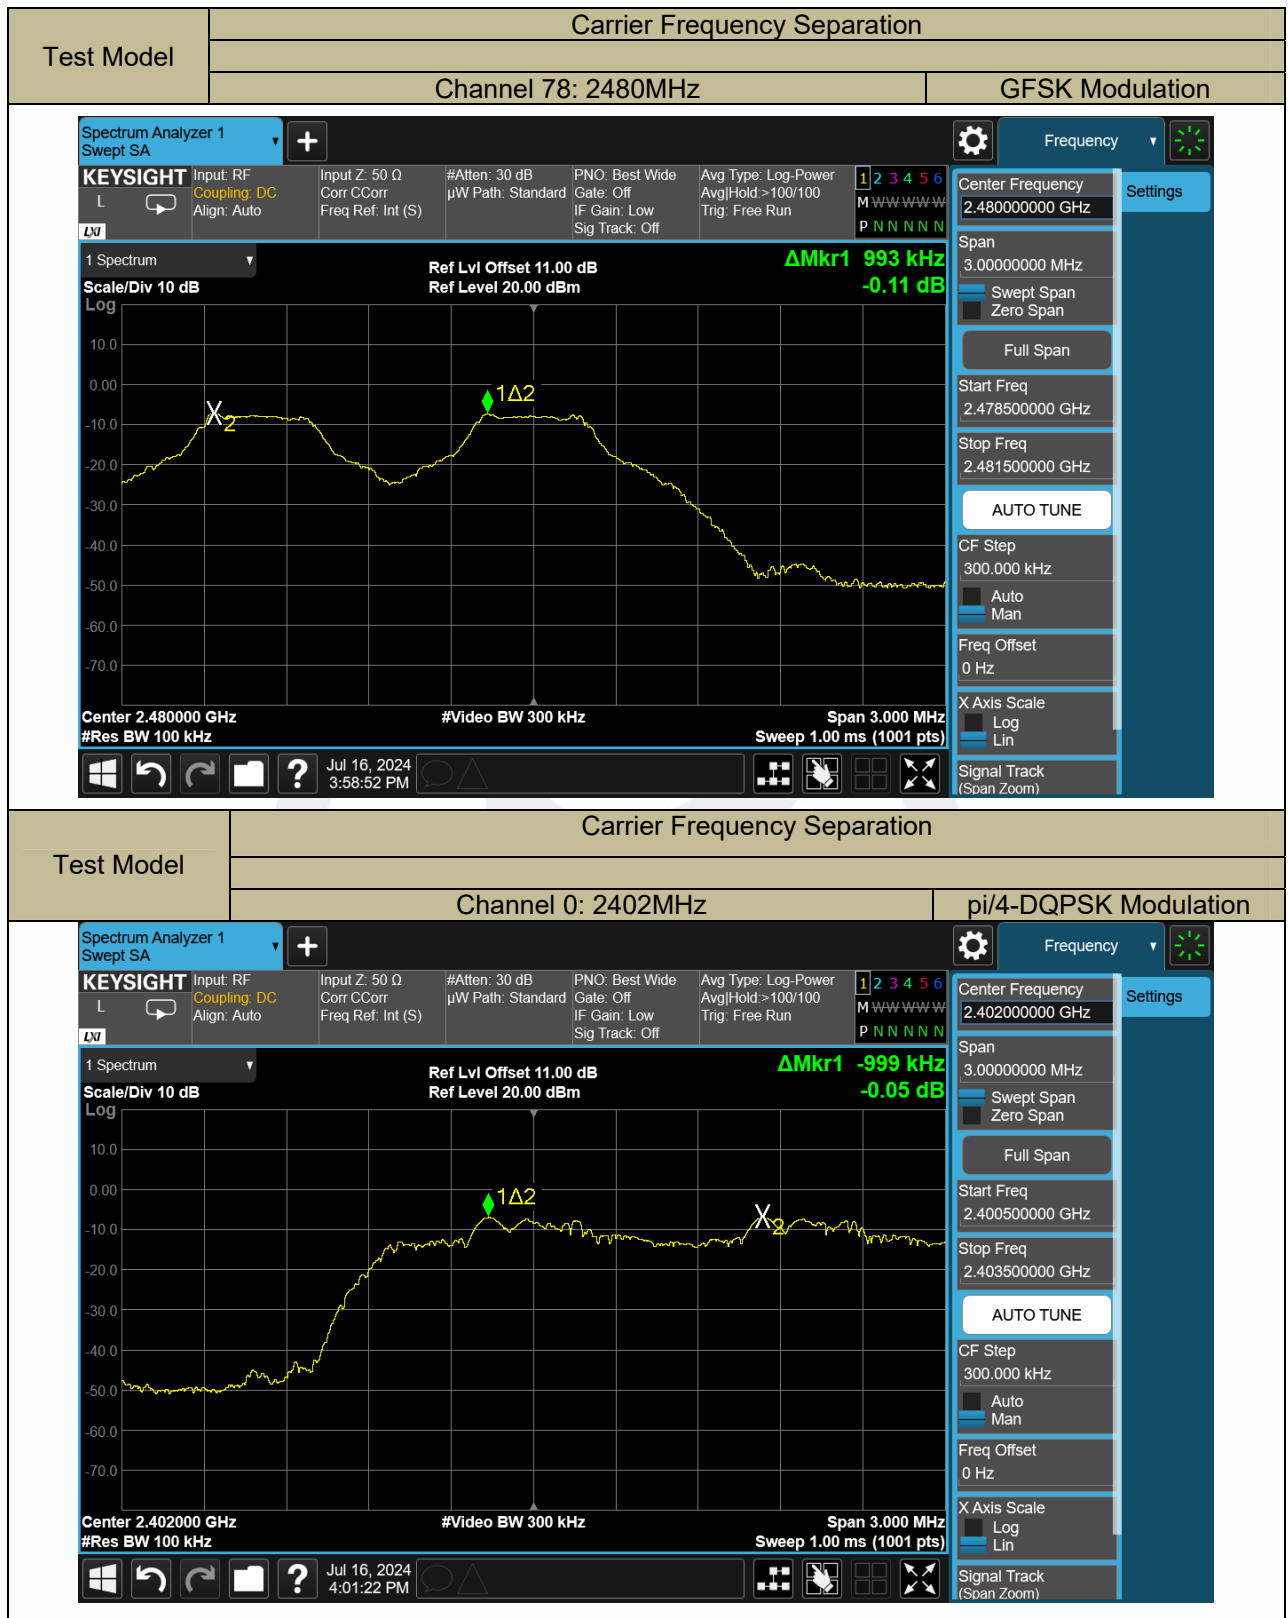 Test Model
Carrier Frequency Separation
Channel 78: 2480MHz
GFSK Modulation
Spectrum Analyzer 1
Swept SA
Frequency
KEYSIGHT
L
LXI
Input: RF
Coupling: DC
Align: Auto
Input Z: 50 Ω
Corr CCorr
Freq Ref: Int (S)
#Atten: 30 dB
µW Path: Standard
PNO: Best Wide
Gate: Off
IF Gain: Low
Sig Track: Off
Avg Type: Log-Power
Avg|Hold:>100/100
Trig: Free Run
1 2 3 4 5 6
M W W W W W W
P N N N N N
Center Frequency
2.480000000 GHz
Settings
Span
3.00000000 MHz
Swept Span
Zero Span
Full Span
Start Freq
2.478500000 GHz
Stop Freq
2.481500000 GHz
AUTO TUNE
CF Step
300.000 kHz
Auto
Man
Freq Offset
0 Hz
X Axis Scale
Log
Lin
Signal Track
(Span Zoom)
1 Spectrum
Scale/Div 10 dB
Log
Ref Lvl Offset 11.00 dB
Ref Level 20.00 dBm
ΔMkr1 993 kHz
-0.11 dB
10.0
0.00
-10.0
-20.0
-30.0
-40.0
-50.0
-60.0
-70.0
X2
1Δ2
Center 2.480000 GHz
#Res BW 100 kHz
#Video BW 300 kHz
Span 3.000 MHz
Sweep 1.00 ms (1001 pts)
?
Jul 16, 2024
3:58:52 PM
Test Model
Carrier Frequency Separation
Channel 0: 2402MHz
pi/4-DQPSK Modulation
Spectrum Analyzer 1
Swept SA
Frequency
KEYSIGHT
L
LXI
Input: RF
Coupling: DC
Align: Auto
Input Z: 50 Ω
Corr CCorr
Freq Ref: Int (S)
#Atten: 30 dB
µW Path: Standard
PNO: Best Wide
Gate: Off
IF Gain: Low
Sig Track: Off
Avg Type: Log-Power
Avg|Hold:>100/100
Trig: Free Run
1 2 3 4 5 6
M W W W W W W
P N N N N N
Center Frequency
2.402000000 GHz
Settings
Span
3.00000000 MHz
Swept Span
Zero Span
Full Span
Start Freq
2.400500000 GHz
Stop Freq
2.403500000 GHz
AUTO TUNE
CF Step
300.000 kHz
Auto
Man
Freq Offset
0 Hz
X Axis Scale
Log
Lin
Signal Track
(Span Zoom)
1 Spectrum
Scale/Div 10 dB
Log
Ref Lvl Offset 11.00 dB
Ref Level 20.00 dBm
ΔMkr1 -999 kHz
-0.05 dB
10.0
0.00
-10.0
-20.0
-30.0
-40.0
-50.0
-60.0
-70.0
1Δ2
X2
Center 2.402000 GHz
#Res BW 100 kHz
#Video BW 300 kHz
Span 3.000 MHz
Sweep 1.00 ms (1001 pts)
?
Jul 16, 2024
4:01:22 PM